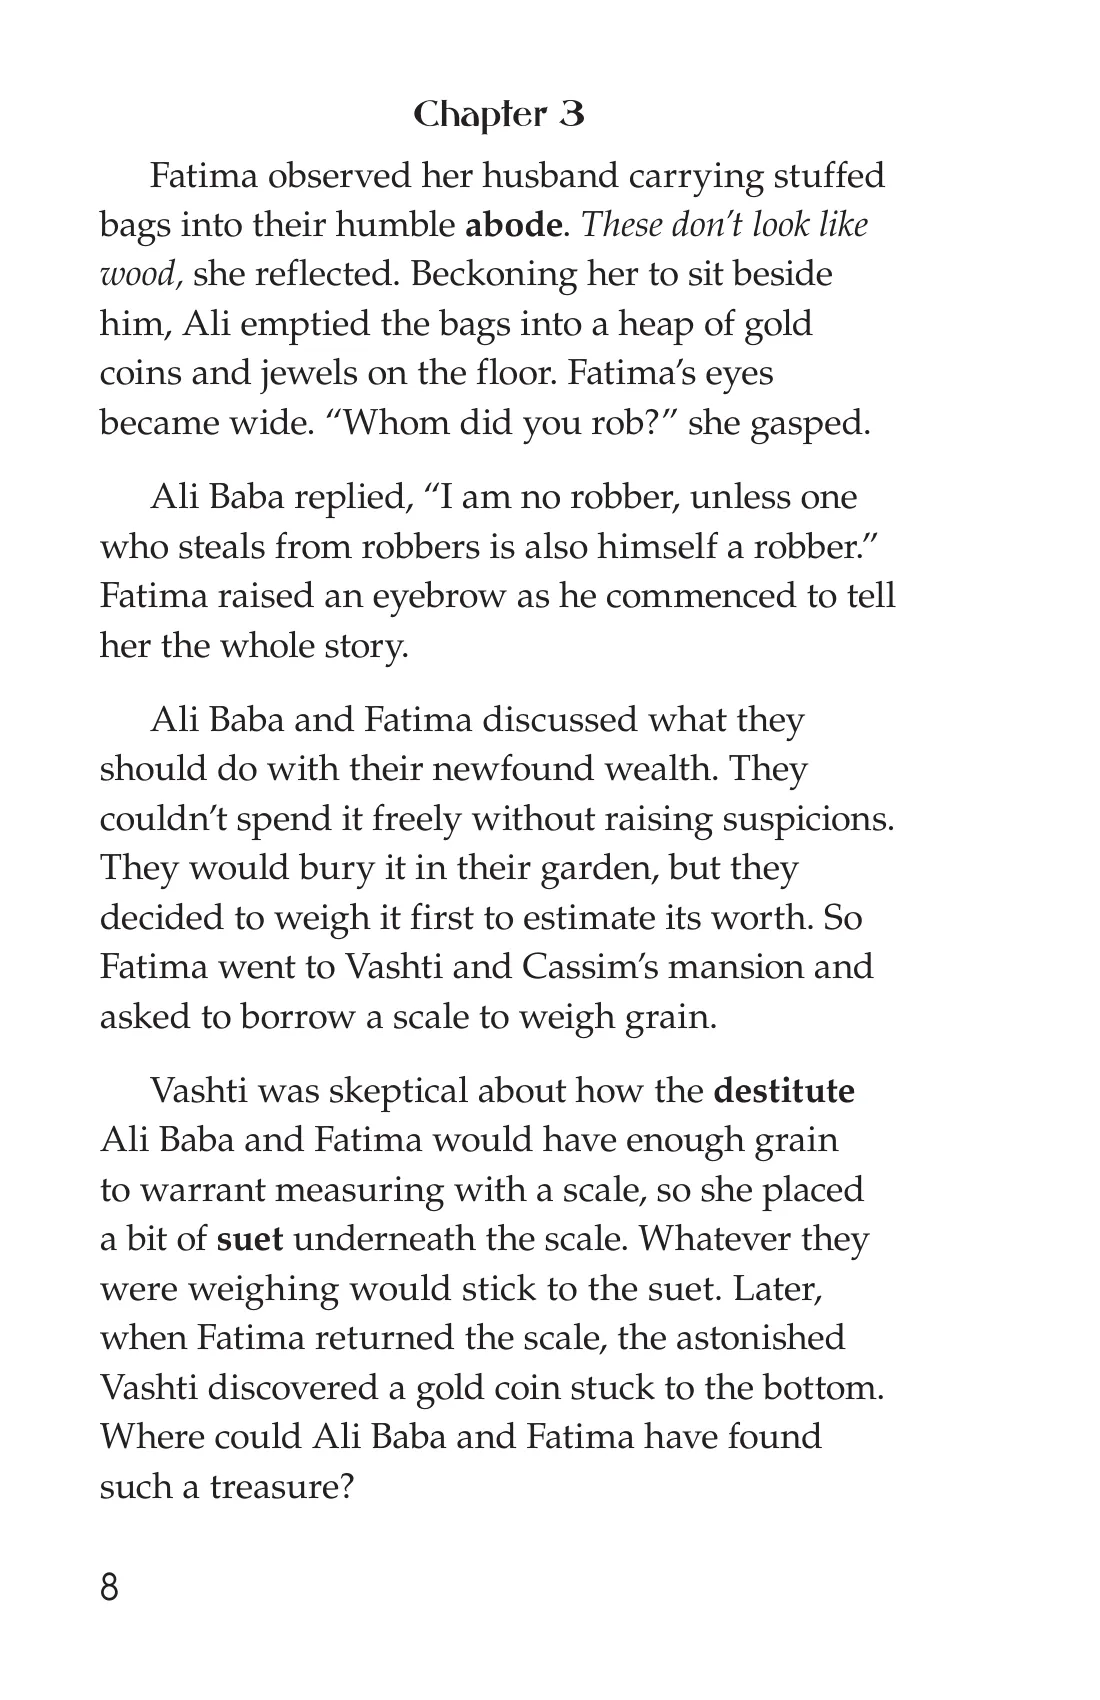 Chapter 3
Fatima observed her husband carrying stuffed
bags into their humble abode. These don’t look like
wood, she reflected. Beckoning her to sit beside
him, Ali emptied the bags into a heap of gold
coins and jewels on the floor. Fatima’s eyes
became wide. “Whom did you rob?” she gasped.
Ali Baba replied, “I am no robber, unless one
who steals from robbers is also himself a robber.”
Fatima raised an eyebrow as he commenced to tell
her the whole story.
Ali Baba and Fatima discussed what they
should do with their newfound wealth. They
couldn’t spend it freely without raising suspicions.
They would bury it in their garden, but they
decided to weigh it first to estimate its worth. So
Fatima went to Vashti and Cassim’s mansion and
asked to borrow a scale to weigh grain.
Vashti was skeptical about how the destitute
Ali Baba and Fatima would have enough grain
to warrant measuring with a scale, so she placed
a bit of suet underneath the scale. Whatever they
were weighing would stick to the suet. Later,
when Fatima returned the scale, the astonished
Vashti discovered a gold coin stuck to the bottom.
Where could Ali Baba and Fatima have found
such a treasure?
8